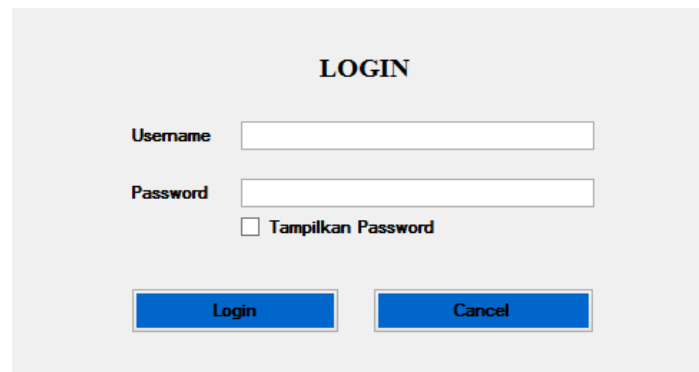 LOGIN
Username
Password
Tampilkan Password
Login Cancel